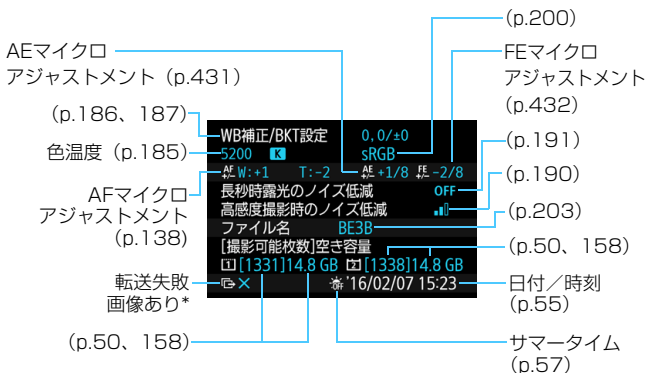 (p.200)
AEマイクロ
アジャストメント（p.431）
FEマイクロ
アジャストメント
(p.432)
(p.186、187)
色温度（p.185）
AFマイクロ
アジャストメント
(p.138)
WB補正/BKT設定 0,0/±0
5200 K sRGB
AF +/- W:+1 T:-2 AE +/- +1/8 FE +/- -2/8
長秒時露光のノイズ低減 OFF
高感度撮影時のノイズ低減
ファイル名 BE3B
[撮影可能枚数]空き容量
1 [1331]14.8 GB 2 [1338]14.8 GB
'16/02/07 15:23
(p.191)
(p.190)
(p.203)
(p.50、158)
日付／時刻
(p.55)
転送失敗
画像あり*
(p.50、158)
サマータイム
(p.57)